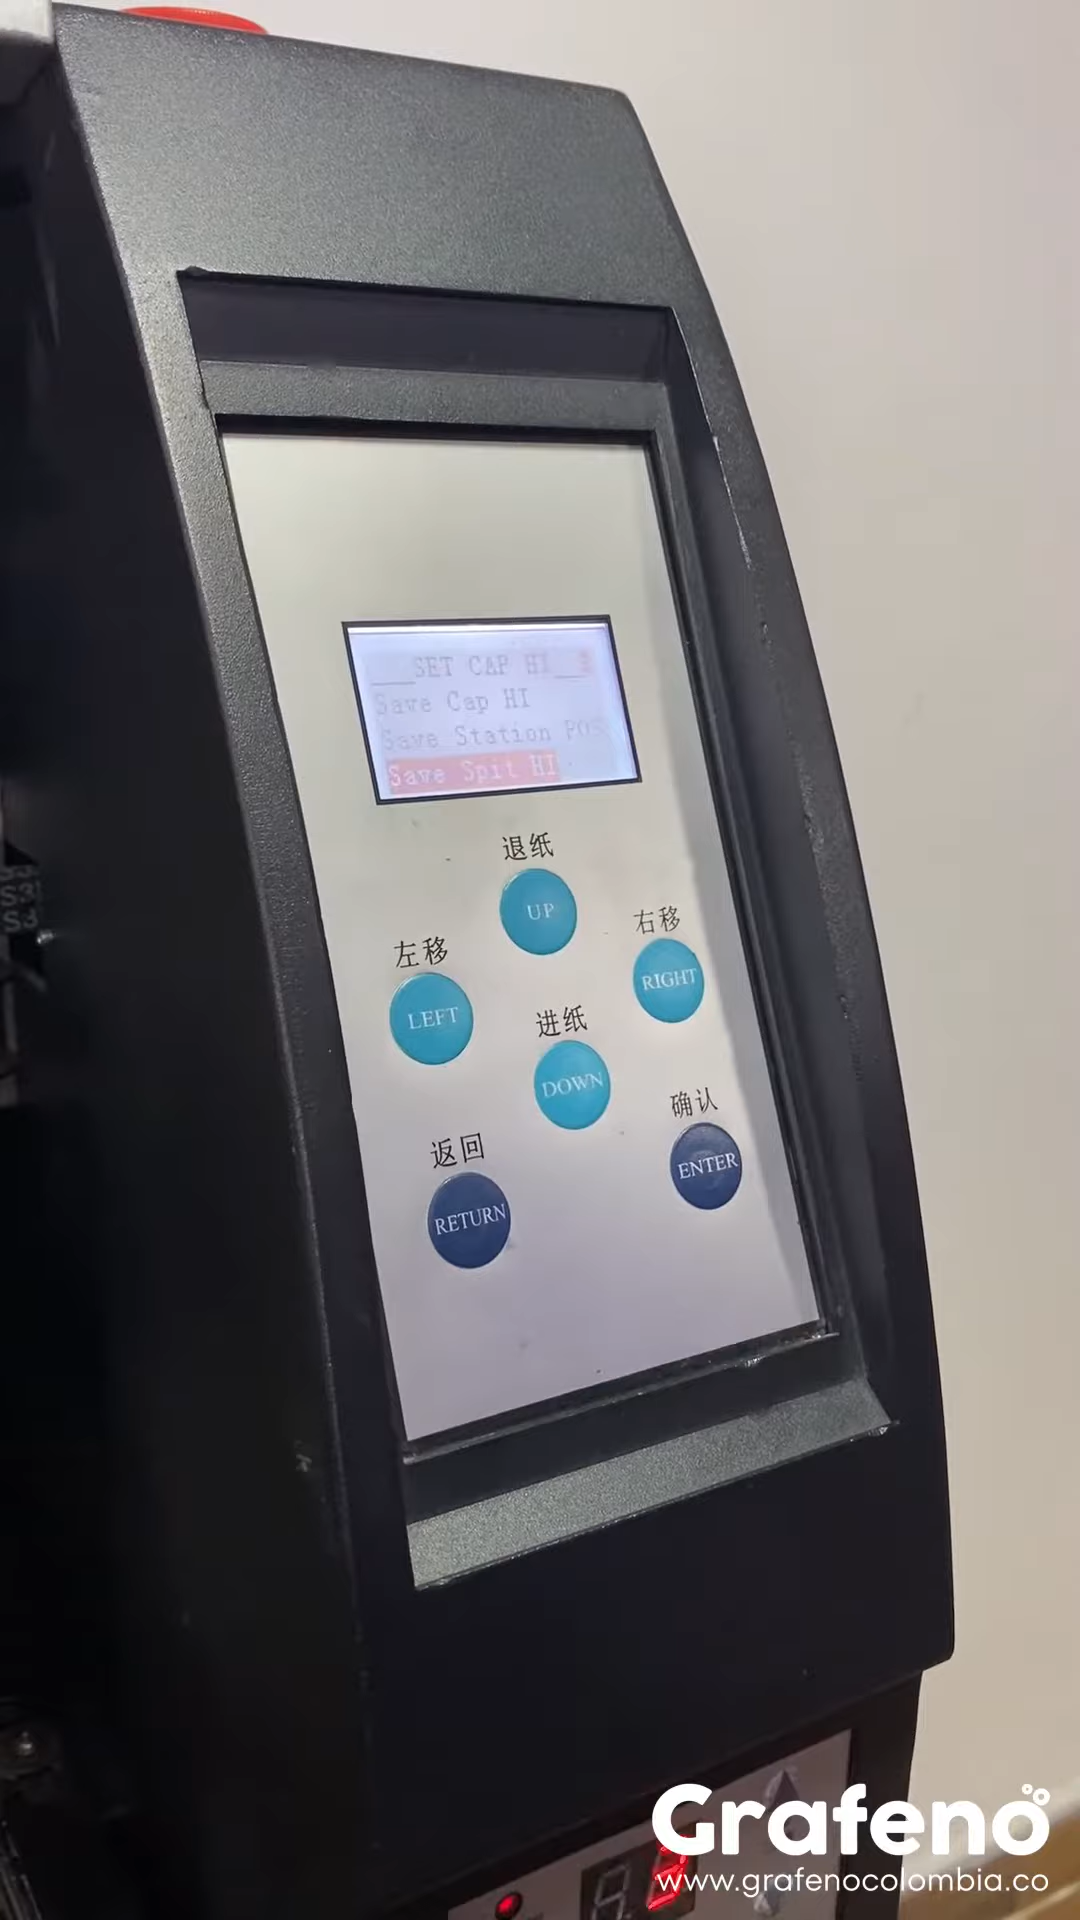 SET CAP HI
Save Cap HI
Save Station POS
Save Spit HI
退纸
UP
左移
LEFT
右移
RIGHT
进纸
DOWN
返回
RETURN
确认
ENTER
Grafeno
www.grafenocolombia.co